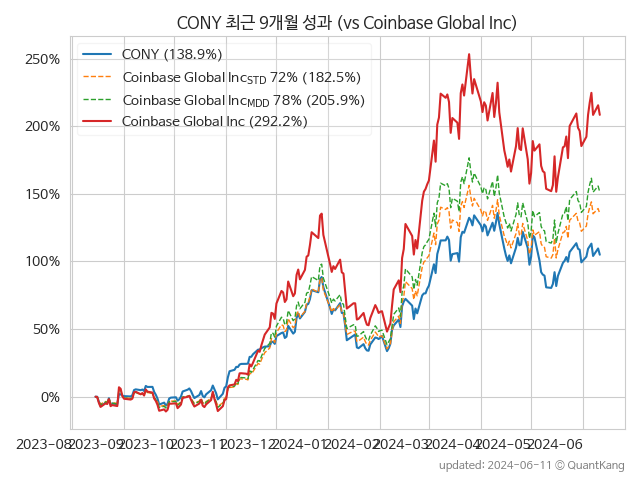 CONY 최근 9개월 성과 (vs Coinbase Global Inc)
CONY (138.9%)
Coinbase Global IncSTD 72% (182.5%)
Coinbase Global IncMDD 78% (205.9%)
Coinbase Global Inc (292.2%)
250%
200%
150%
100%
50%
0%
2023-08 2023-09 2023-10 2023-11 2023-12 2024-01 2024-02 2024-03 2024-04 2024-05 2024-06
updated: 2024-06-11 © QuantKang